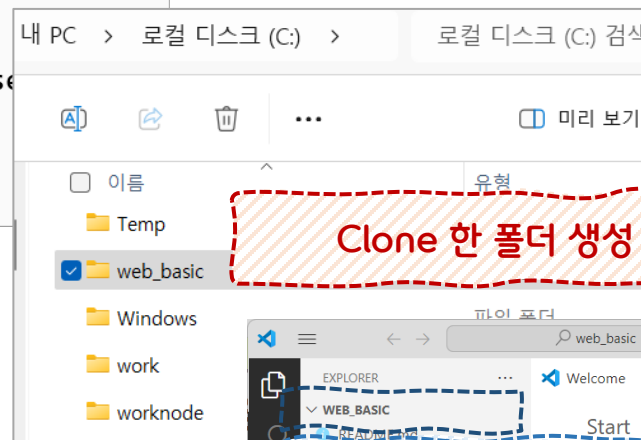 내 PC > 로컬 디스크 (C:) >
로컬 디스크 (C:) 검색
미리 보기
이름
유형
Temp
Clone 한 폴더 생성
web_basic
Windows
파일 폴더
web_basic
work
EXPLORER
Welcome
WEB_BASIC
worknode
README.md
Start